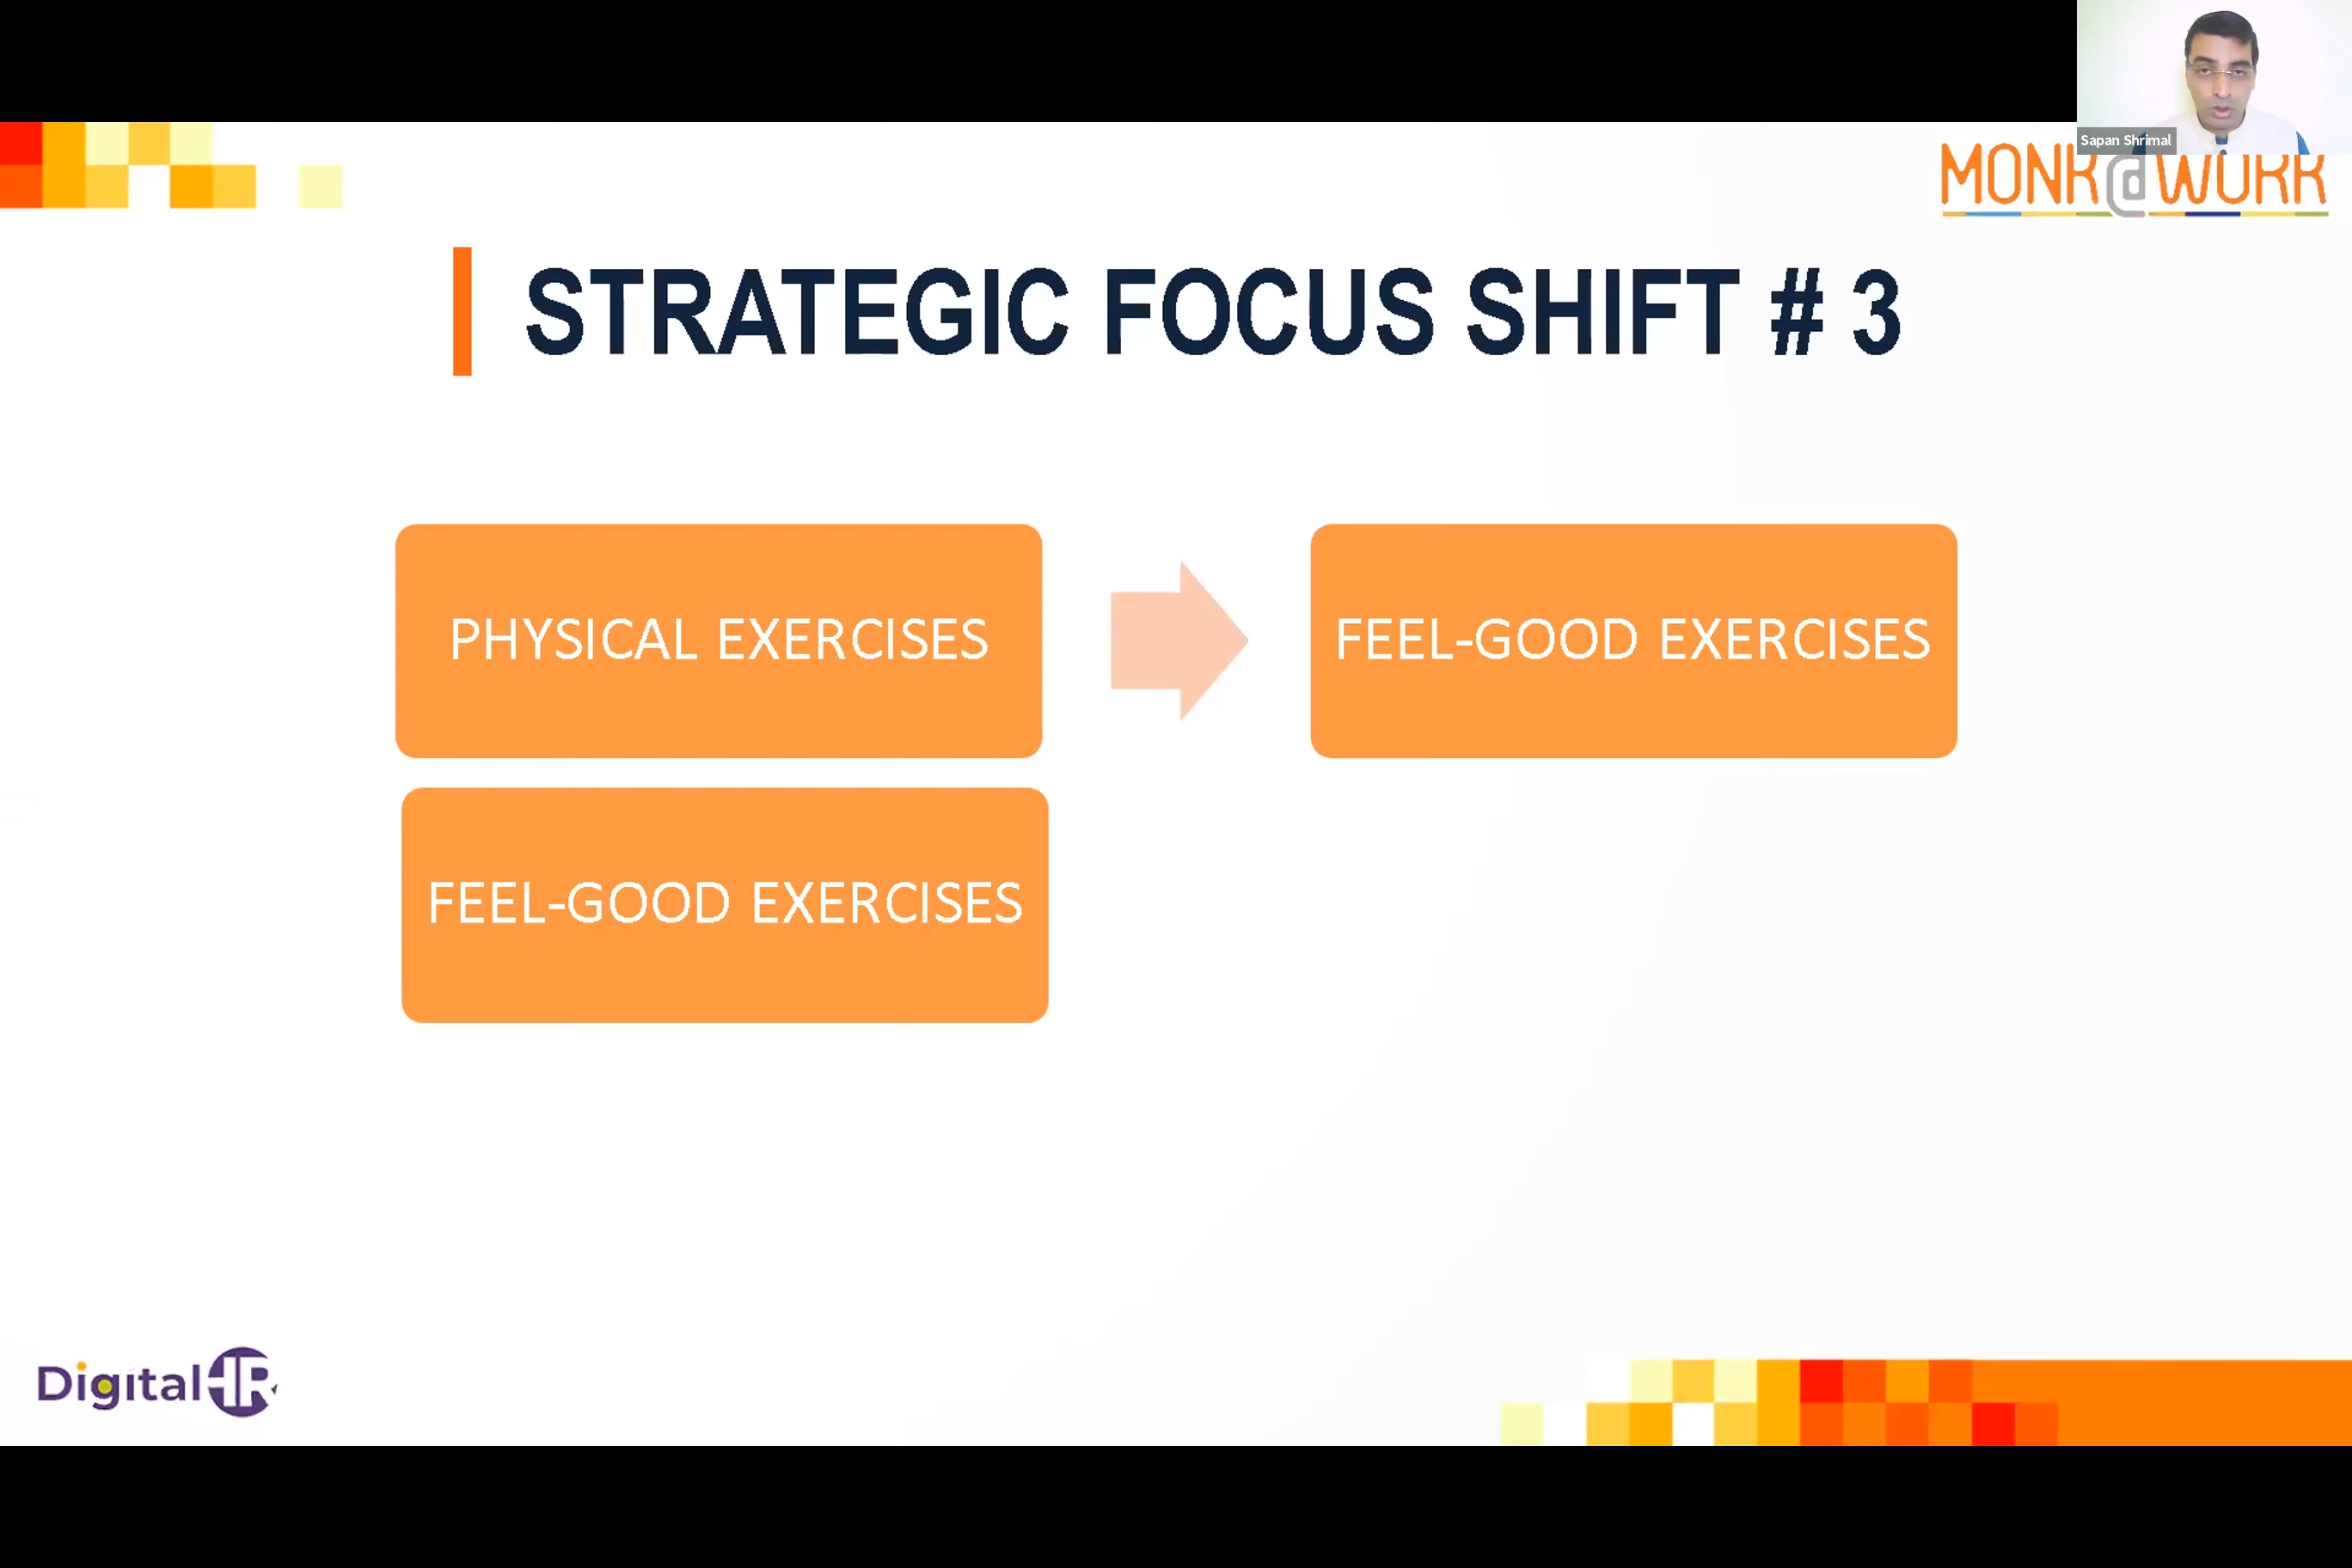 Sapan Shrimal
MONK@WORK
STRATEGIC FOCUS SHIFT # 3
PHYSICAL EXERCISES
FEEL-GOOD EXERCISES
FEEL-GOOD EXERCISES
DigitalHR